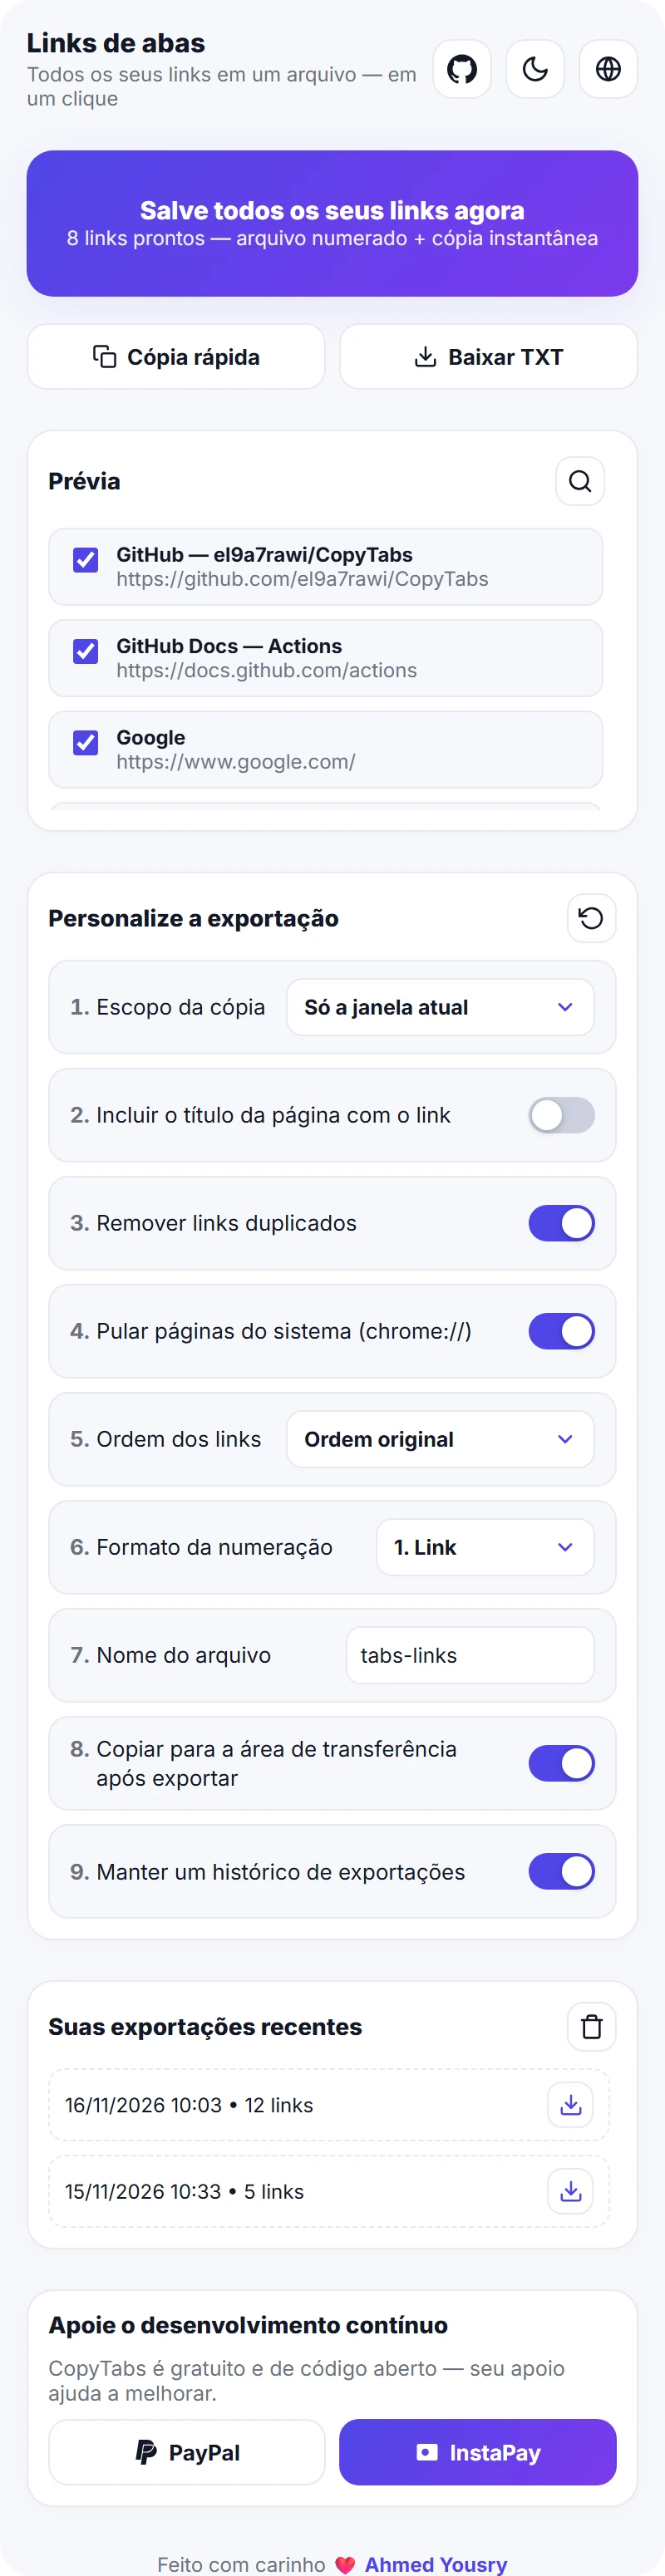 Links de abas
Todos os seus links em um arquivo — em
um clique
Salve todos os seus links agora
8 links prontos — arquivo numerado + cópia instantânea
Cópia rápida
Baixar TXT
Prévia
GitHub — el9a7rawi/CopyTabs
https://github.com/el9a7rawi/CopyTabs
GitHub Docs — Actions
https://docs.github.com/actions
Google
https://www.google.com/
Personalize a exportação
1. Escopo da cópia
Só a janela atual
2. Incluir o título da página com o link
3. Remover links duplicados
4. Pular páginas do sistema (chrome://)
5. Ordem dos links
Ordem original
6. Formato da numeração
1. Link
7. Nome do arquivo
tabs-links
8. Copiar para a área de transferência
após exportar
9. Manter um histórico de exportações
Suas exportações recentes
16/11/2026 10:03 • 12 links
15/11/2026 10:33 • 5 links
Apoie o desenvolvimento contínuo
CopyTabs é gratuito e de código aberto — seu apoio
ajuda a melhorar.
PayPal
InstaPay
Feito com carinho ❤️ Ahmed Yousry